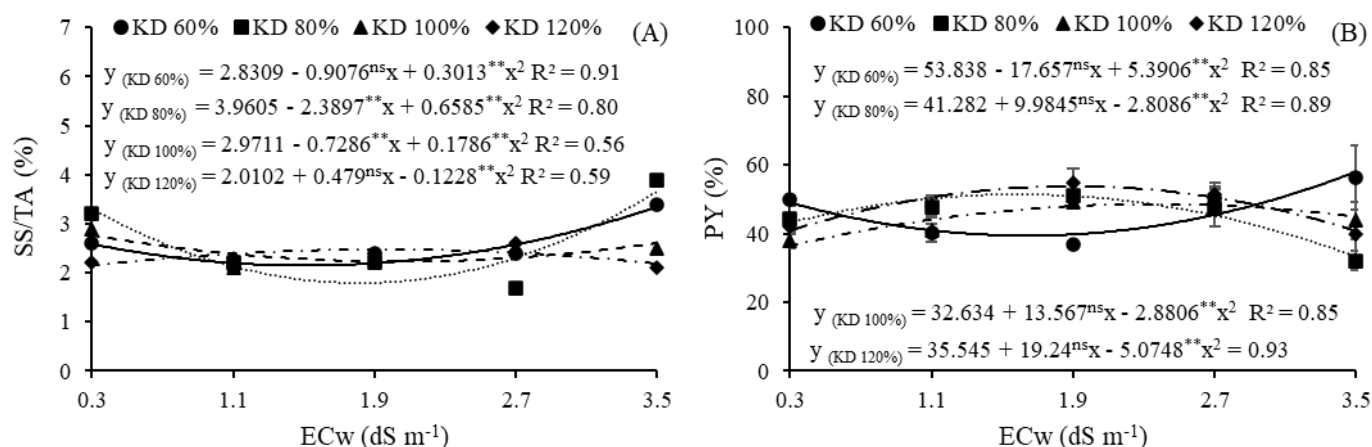 KD 60% KD 80% KD 100% KD 120% (A)
y (KD 60%) = 2.8309 - 0.9076nsx + 0.3013**x2 R2 = 0.91
y (KD 80%) = 3.9605 - 2.3897**x + 0.6585**x2 R2 = 0.80
y (KD 100%) = 2.9711 - 0.7286**x + 0.1786**x2 R2 = 0.56
y (KD 120%) = 2.0102 + 0.479nsx - 0.1228**x2 R2 = 0.59
SS/TA (%)
7
6
5
4
3
2
1
0
0.3 1.1 1.9 2.7 3.5
ECw (dS m-1)
KD 60% KD 80% KD 100% KD 120% (B)
y (KD 60%) = 53.838 - 17.657nsx + 5.3906**x2 R2 = 0.85
y (KD 80%) = 41.282 + 9.9845nsx - 2.8086**x2 R2 = 0.89
PY (%)
100
80
60
40
20
0
y (KD 100%) = 32.634 + 13.567nsx - 2.8806**x2 R2 = 0.85
y (KD 120%) = 35.545 + 19.24nsx - 5.0748**x2 = 0.93
0.3 1.1 1.9 2.7 3.5
ECw (dS m-1)